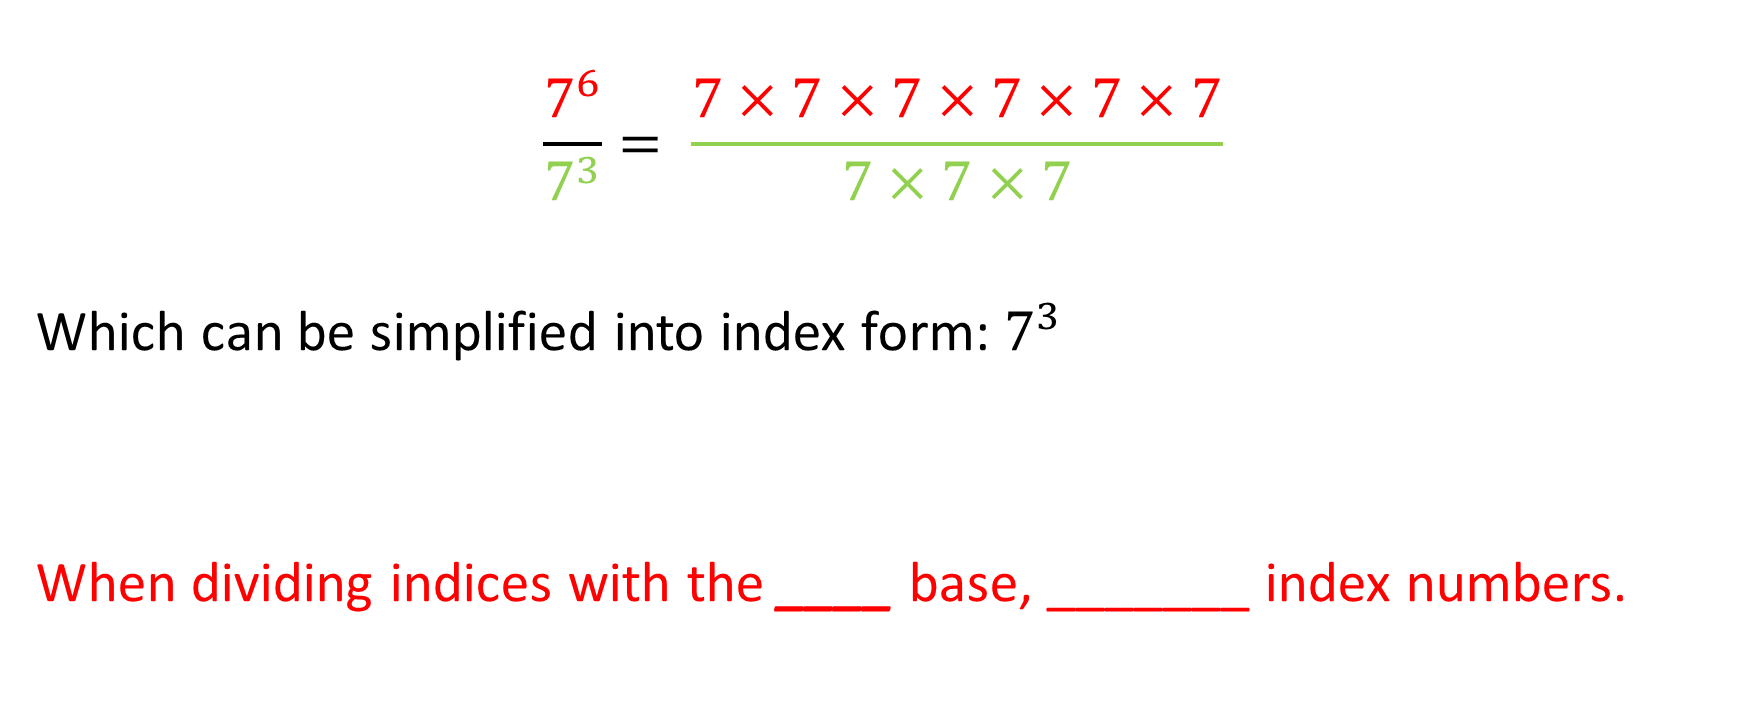 7⁶/7³ = 7 × 7 × 7 × 7 × 7 × 7/7 × 7 × 7
Which can be simplified into index form: 7³
When dividing indices with the ____ base, _______ index numbers.